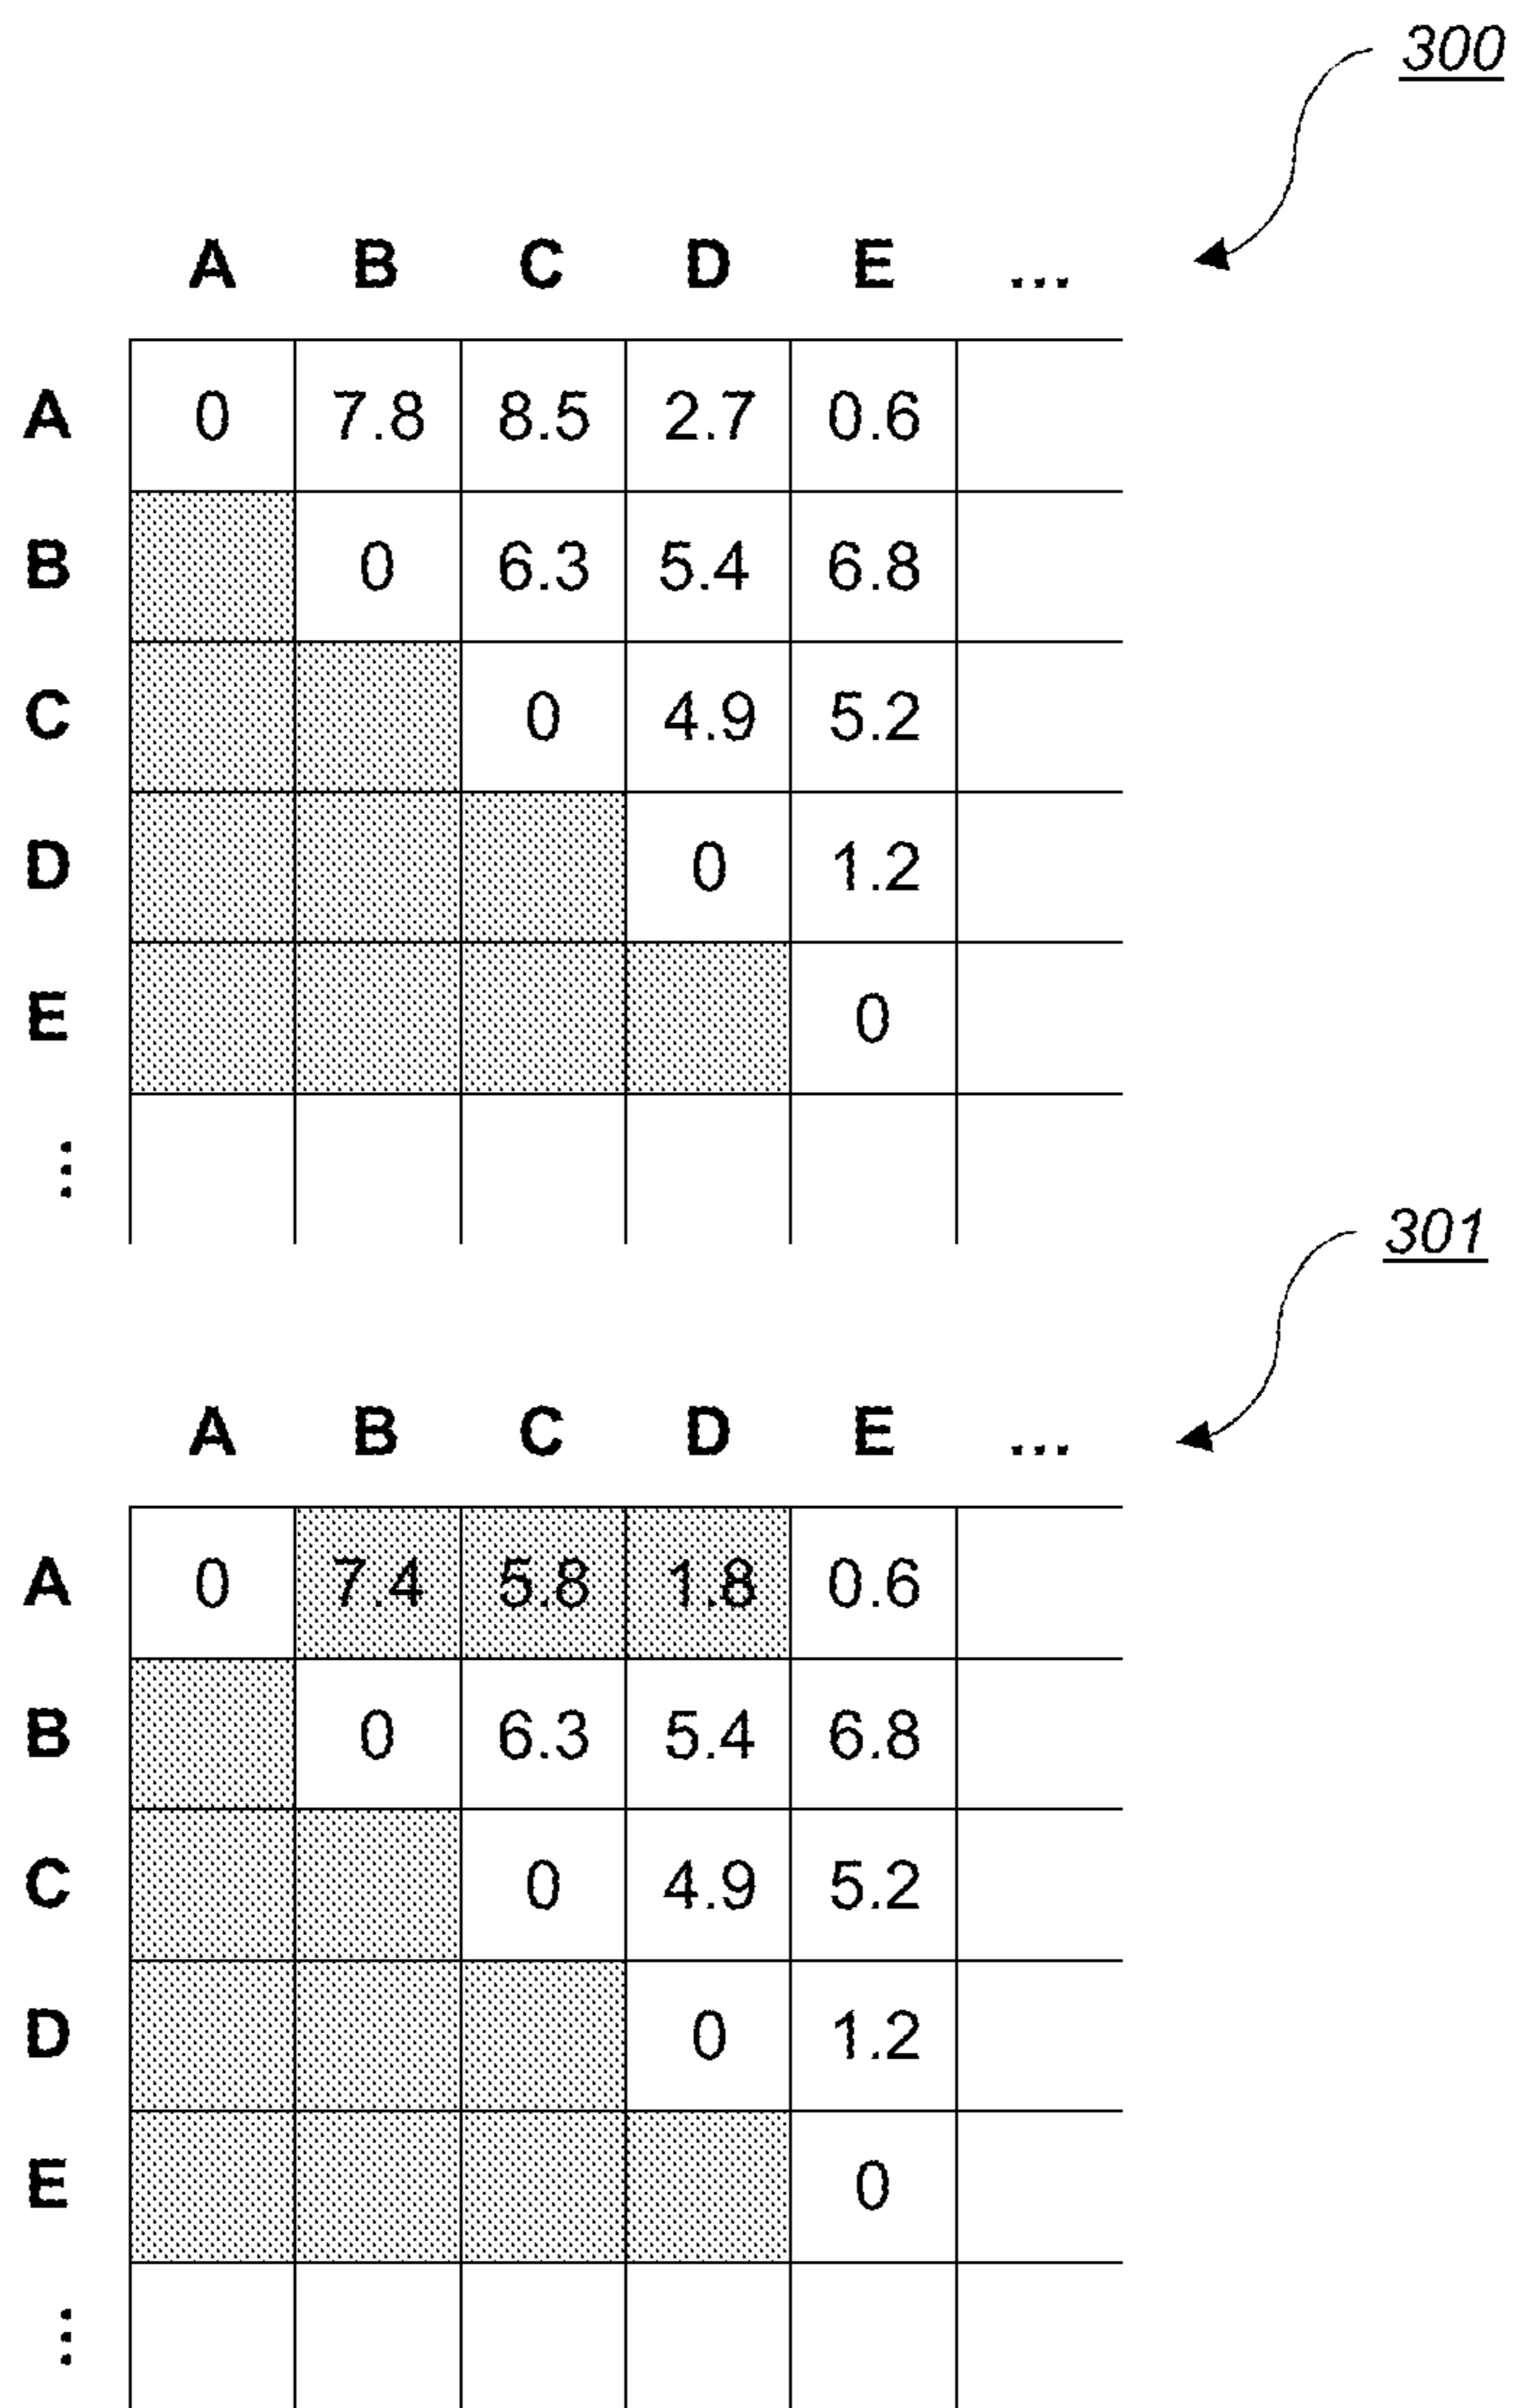 300
A B C D E ...
A 0 7.8 8.5 2.7 0.6
B 0 6.3 5.4 6.8
C 0 4.9 5.2
D 0 1.2
E 0
...
301
A B C D E ...
A 0 7.4 5.8 1.8 0.6
B 0 6.3 5.4 6.8
C 0 4.9 5.2
D 0 1.2
E 0
...